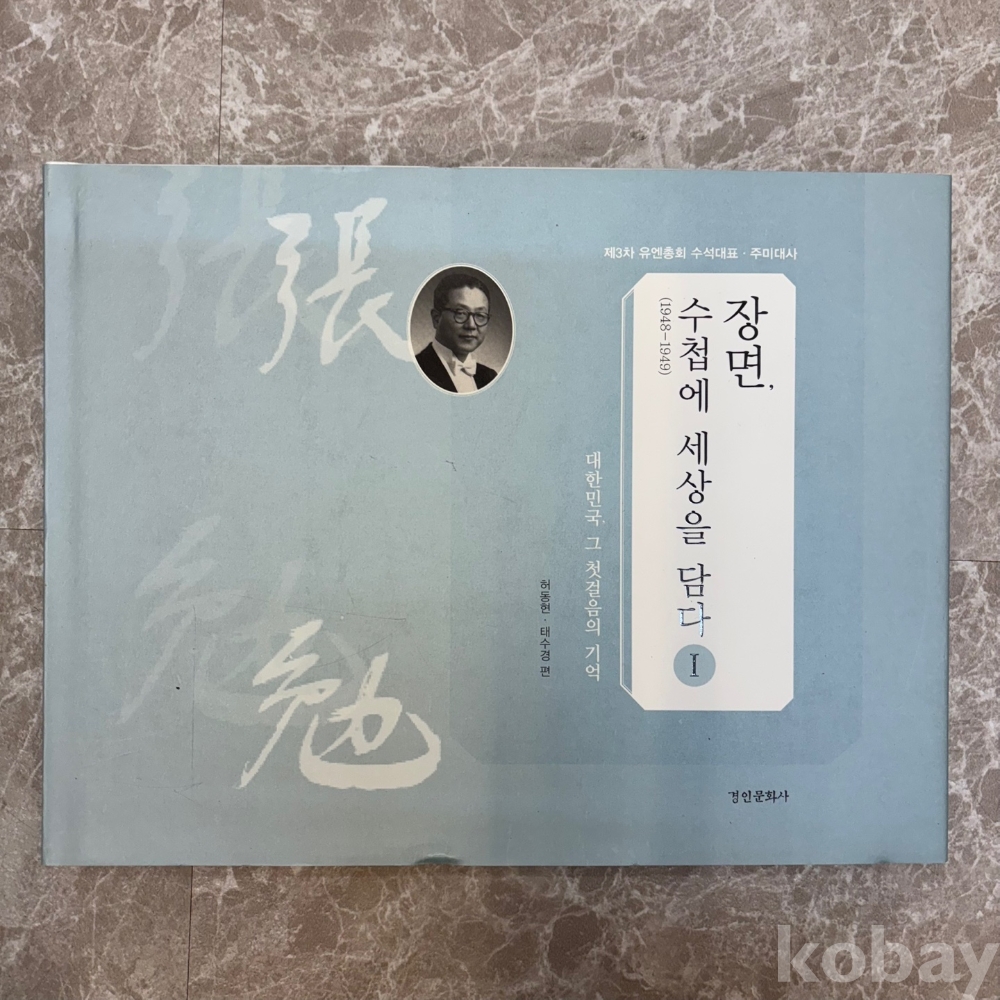 張
勉
제3차 유엔총회 수석대표 · 주미대사
장면,
수첩에 세상을 담다 I
(1948-1949)
대한민국, 그 첫걸음의 기억
허동현 · 태수경 편
경인문화사
kobay